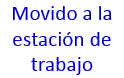 Movido a la
estación de
trabajo